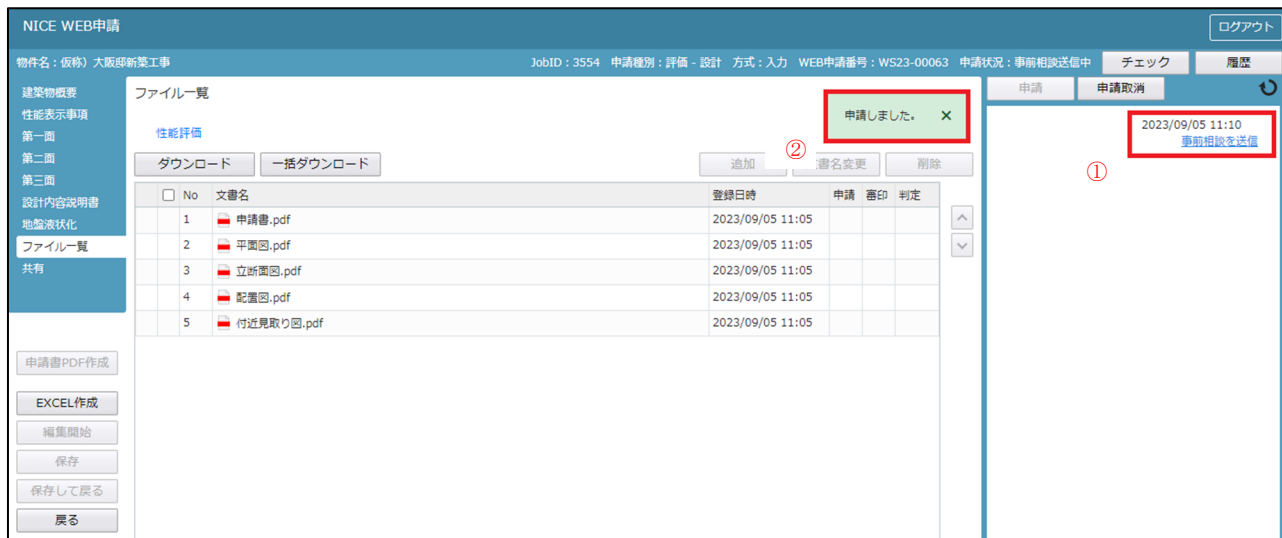 NICE WEB申請 ログアウト
物件名：仮称）大阪邸新築工事 JobID：3554 申請種別：評価 - 設計 方式：入力 WEB申請番号：WS23-00063 申請状況：事前相談送信中 チェック 履歴
建築物概要
性能表示事項
第一面
第二面
第三面
設計内容説明書
地盤液状化
ファイル一覧
共有
申請書PDF作成
EXCEL作成
編集開始
保存
保存して戻る
戻る
ファイル一覧
申請しました。 ×
性能評価
②
ダウンロード 一括ダウンロード 追加 書名変更 削除
No 文書名 登録日時 申請 審印 判定
1 申請書.pdf 2023/09/05 11:05
2 平面図.pdf 2023/09/05 11:05
3 立断面図.pdf 2023/09/05 11:05
4 配置図.pdf 2023/09/05 11:05
5 付近見取り図.pdf 2023/09/05 11:05
申請 申請取消
2023/09/05 11:10
事前相談を送信
①